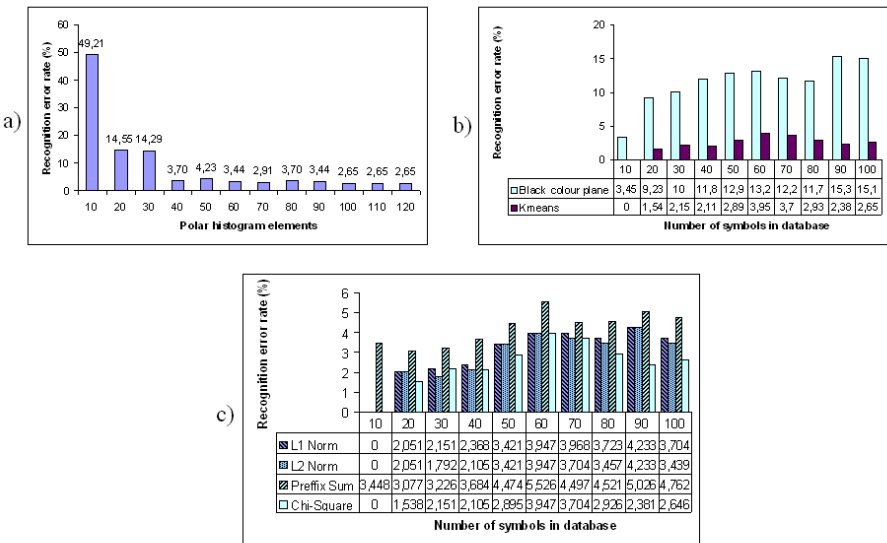 a)
Recognition error rate (%)
60
50
40
30
20
10
0
49,21
14,55
14,29
3,70
4,23
3,44
2,91
3,70
3,44
2,65
2,65
2,65
10 20 30 40 50 60 70 80 90 100 110 120
Polar histogram elements
b)
Recognition error rate (%)
20
15
10
5
0
10 20 30 40 50 60 70 80 90 100
Black colour plane 3,45 9,23 10 11,8 12,9 13,2 12,2 11,7 15,3 15,1
Kmeans 0 1,54 2,15 2,11 2,89 3,95 3,7 2,93 2,38 2,65
Number of symbols in database
c)
Recognition error rate (%)
6
5
4
3
2
1
0
10 20 30 40 50 60 70 80 90 100
L1 Norm 0 2,051 2,151 2,368 3,421 3,947 3,968 3,723 4,233 3,704
L2 Norm 0 2,051 1,792 2,105 3,421 3,947 3,704 3,457 4,233 3,439
Preffix Sum 3,448 3,077 3,226 3,684 4,474 5,526 4,497 4,521 5,026 4,762
Chi-Square 0 1,538 2,151 2,105 2,895 3,947 3,704 2,926 2,381 2,646
Number of symbols in database